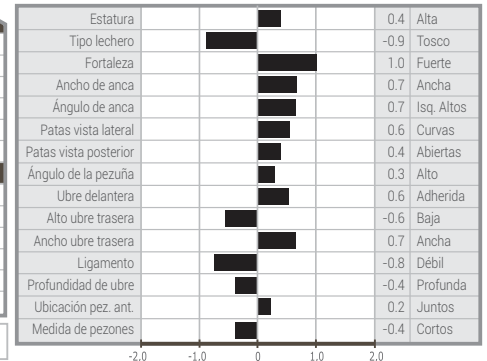 Estatura 0.4 Alta
Tipo lechero -0.9 Tosco
Fortaleza 1.0 Fuerte
Ancho de anca 0.7 Ancha
Ángulo de anca 0.7 Isq. Altos
Patas vista lateral 0.6 Curvas
Patas vista posterior 0.4 Abiertas
Ángulo de la pezuña 0.3 Alto
Ubre delantera 0.6 Adherida
Alto ubre trasera -0.6 Baja
Ancho ubre trasera 0.7 Ancha
Ligamento -0.8 Débil
Profundidad de ubre -0.4 Profunda
Ubicación pez. ant. 0.2 Juntos
Medida de pezones -0.4 Cortos
-2.0 -1.0 0 1.0 2.0